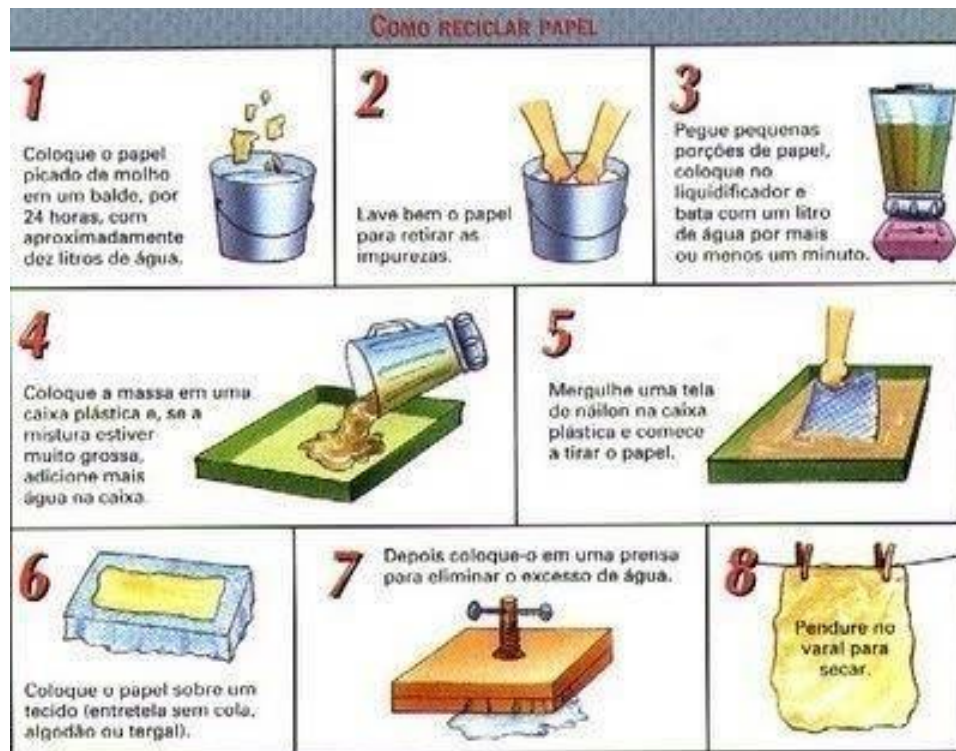 COMO RECICLAR PAPEL
1
Coloque o papel
picado de molho
em um balde, por
24 horas, com
aproximadamente
dez litros de água.
2
Lave bem o papel
para retirar as
impurezas.
3
Pegue pequenas
porções de papel,
coloque no
liquidificador e
bata com um litro
de água por mais
ou menos um minuto.
4
Coloque a massa em uma
caixa plástica e, se a
mistura estiver
muito grossa,
adicione mais
água na caixa.
5
Mergulhe uma tela
de náilon na caixa
plástica e comece
a tirar o papel.
6
Coloque o papel sobre um
tecido (entretela sem cola,
algodão ou tergal).
7
Depois coloque-o em uma prensa
para eliminar o excesso de água.
8
Pendure no
varal para
secar.